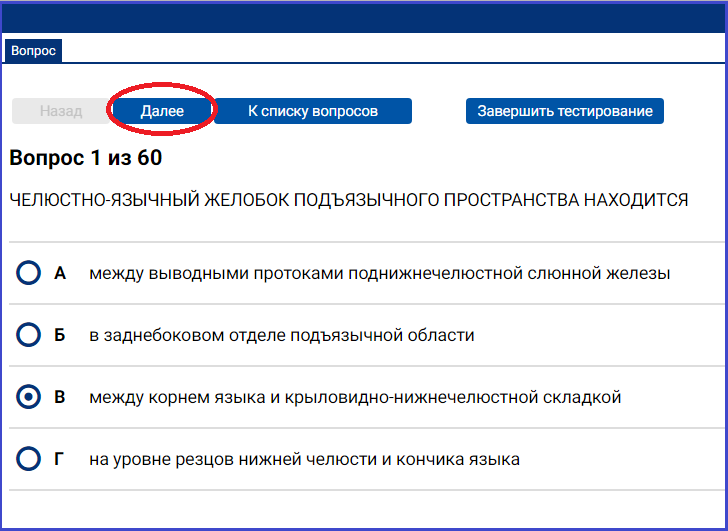 Вопрос
Назад Далее К списку вопросов Завершить тестирование
Вопрос 1 из 60
ЧЕЛЮСТНО-ЯЗЫЧНЫЙ ЖЕЛОБОК ПОДЪЯЗЫЧНОГО ПРОСТРАНСТВА НАХОДИТСЯ
А между выводными протоками поднижнечелюстной слюнной железы
Б в заднебоковом отделе подъязычной области
В между корнем языка и крыловидно-нижнечелюстной складкой
Г на уровне резцов нижней челюсти и кончика языка